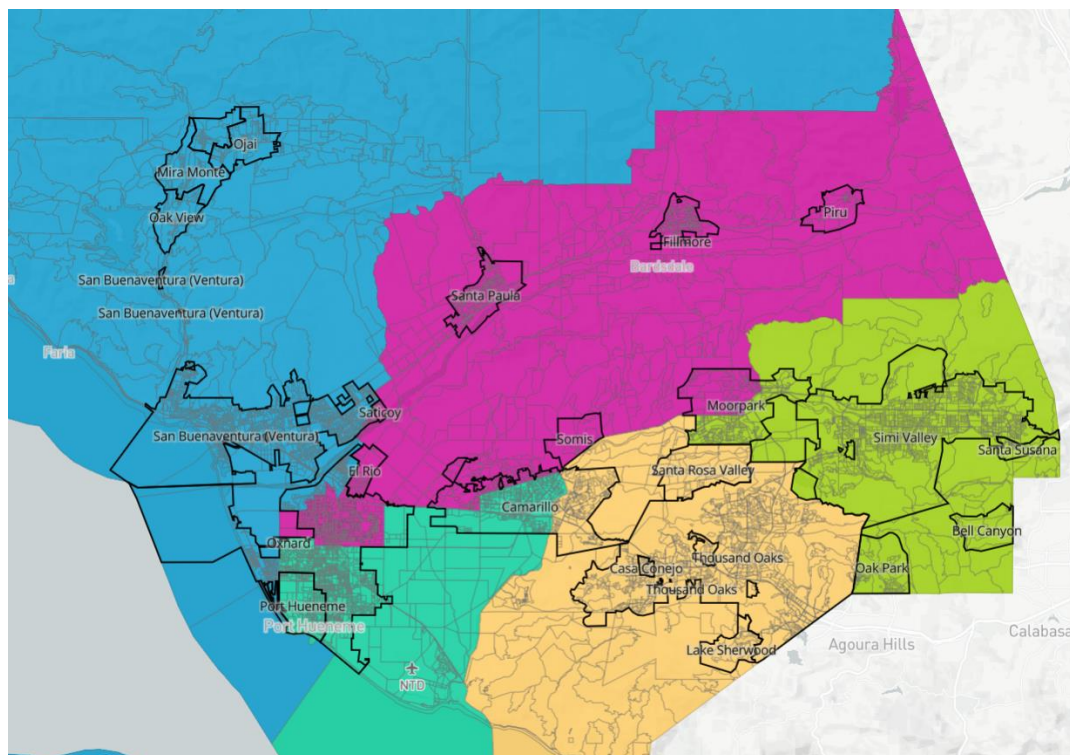 Ojai
Mira Monte
Oak View
Piru
Fillmore
Bardsdale
San Buenaventura (Ventura)
Santa Paula
San Buenaventura (Ventura)
Faria
Moorpark
Saticoy
San Buenaventura (Ventura)
Somis
Simi Valley
Santa Susana
El Rio
Santa Rosa Valley
Camarillo
Bell Canyon
Oxnard
Thousand Oaks
Casa Conejo
Oak Park
Thousand Oaks
Port Hueneme
Port Hueneme
Calabasa
Agoura Hills
Lake Sherwood
NTD